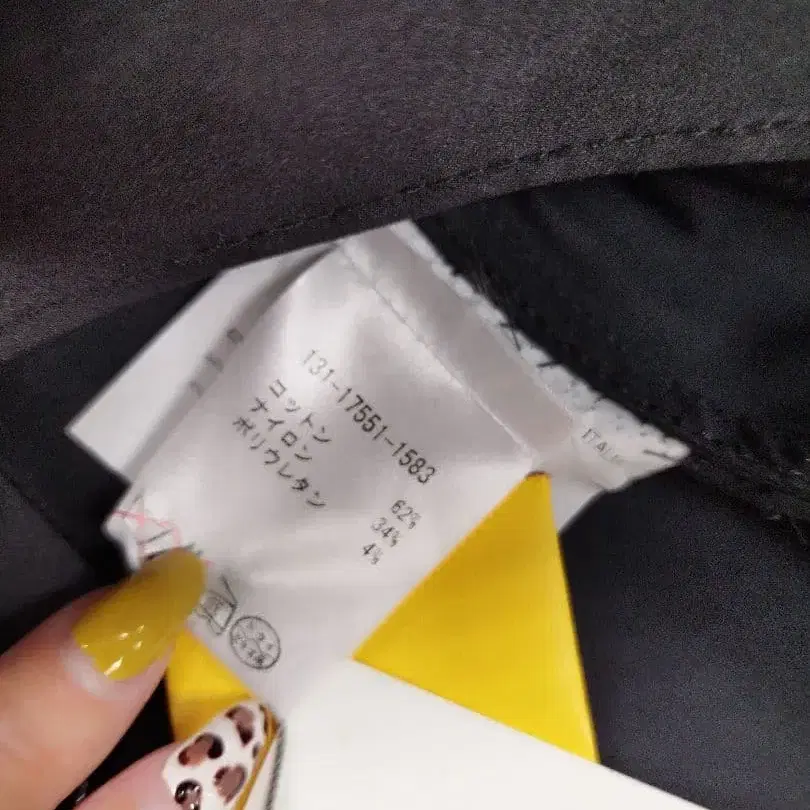 131-17551-1583
コットン 62%
ナイロン 34%
ポリウレタン 4%